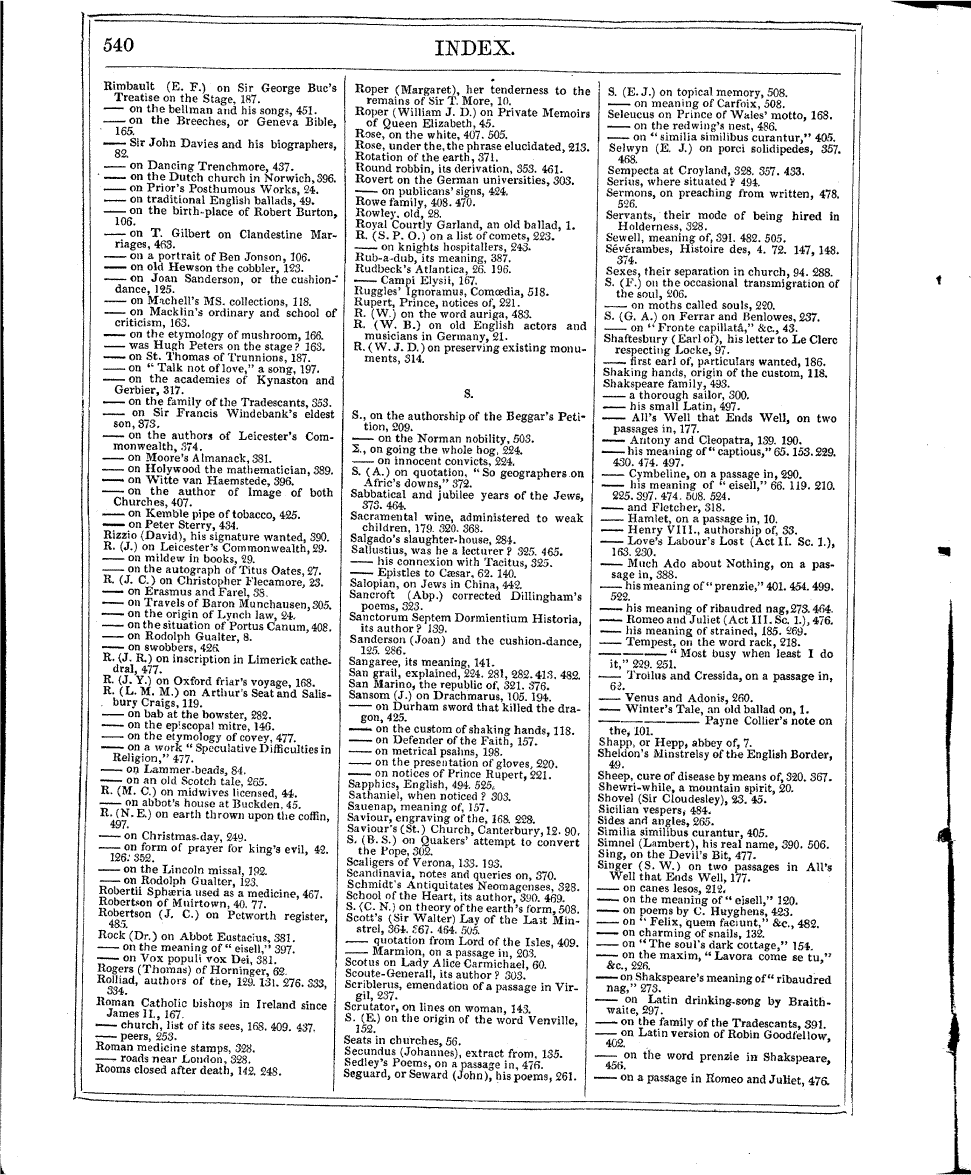 540
INDEX.
Rimbault (E. F.) on Sir George Buc's
Treatise on the Stage, 187.
—— on the bellman and his songs, 451.
—— on the Breeches, or Geneva Bible,
165.
—— Sir John Davies and his biographers,
82.
—— on Dancing Trenchmore, 437.
—— on the Dutch church in Norwich, 396.
—— on Prior's Posthumous Works, 24.
—— on traditional English ballads, 49.
—— on the birth-place of Robert Burton,
106.
—— on T. Gilbert on Clandestine Mar-
riages, 463.
—— on a portrait of Ben Jonson, 106.
—— on old Hewson the cobbler, 123.
—— on Joan Sanderson, or the cushion-
dance, 125.
—— on Machell's MS. collections, 118.
—— on Macklin's ordinary and school of
criticism, 163.
—— on the etymology of mushroom, 166.
—— was Hugh Peters on the stage? 163.
—— on St. Thomas of Trunnions, 187.
—— on "Talk not of love," a song, 197.
—— on the academies of Kynaston and
Gerbier, 317.
—— on the family of the Tradescants, 353.
—— on Sir Francis Windebank's eldest
son, 373.
—— on the authors of Leicester's Com-
monwealth, 374.
—— on Moore's Almanack, 381.
—— on Holywood the mathematician, 389.
—— on Witte van Haemstede, 396.
—— on the author of Image of both
Churches, 407.
—— on Kemble pipe of tobacco, 425.
—— on Peter Sterry, 434.
Rizzio (David), his signature wanted, 390.
R. (J.) on Leicester's Commonwealth, 29.
—— on mildew in books, 29.
—— on the autograph of Titus Oates, 27.
R. (J. C.) on Christopher Flecamore, 23.
—— on Erasmus and Farel, 38.
—— on Travels of Baron Munchausen, 305.
—— on the origin of Lynch law, 24.
—— on the situation of Portus Canum, 408.
—— on Rodolph Gualter, 8.
—— on swobbers, 426.
R. (J. R.) on inscription in Limerick cathe-
dral, 477.
R. (J. Y.) on Oxford friar's voyage, 168.
R. (L. M. M.) on Arthur's Seat and Salis-
bury Craigs, 119.
—— on bab at the bowster, 282.
—— on the episcopal mitre, 146.
—— on the etymology of covey, 477.
—— on a work "Speculative Difficulties in
Religion," 477.
—— on Lammer-beads, 84.
—— on an old Scotch tale, 265.
R. (M. C.) on midwives licensed, 44.
—— on abbot's house at Buckden, 45.
R. (N. E.) on earth thrown upon the coffin,
497.
—— on Christmas-day, 249.
—— on form of prayer for king's evil, 42.
126. 352.
—— on the Lincoln missal, 192.
—— on Rodolph Gualter, 123.
Robertii Sphæria used as a medicine, 467.
Robertson of Muirtown, 40. 77.
Robertson (J. C.) on Petworth register,
485.
Rock (Dr.) on Abbot Eustacius, 381.
—— on the meaning of "eisell," 397.
—— on Vox populi vox Dei, 381.
Rogers (Thomas) of Horninger, 62.
Rolliad, authors of the, 129. 131. 276. 333,
334.
Roman Catholic bishops in Ireland since
James II., 167.
—— church, list of its sees, 168. 409. 437.
—— peers, 253.
Roman medicine stamps, 328.
—— roads near London, 328.
Rooms closed after death, 142. 248.
Roper (Margaret), her tenderness to the
remains of Sir T. More, 10.
Roper (William J. D.) on Private Memoirs
of Queen Elizabeth, 45.
Rose, on the white, 407. 505.
Rose, under the, the phrase elucidated, 213.
Rotation of the earth, 371.
Round robbin, its derivation, 353. 461.
Rovert on the German universities, 303.
—— on publicans' signs, 424.
Rowe family, 408. 470.
Rowley, old, 28.
Royal Courtly Garland, an old ballad, 1.
R. (S. P. O.) on a list of comets, 223.
—— on knights hospitallers, 243.
Rub-a-dub, its meaning, 387.
Rudbeck's Atlantica, 26. 196.
—— Campi Elysii, 167.
Ruggles' Ignoramus, Comœdia, 518.
Rupert, Prince, notices of, 221.
R. (W.) on the word auriga, 483.
R. (W. B.) on old English actors and
musicians in Germany, 21.
R. (W. J. D.) on preserving existing monu-
ments, 314.
S.
S., on the authorship of the Beggar's Peti-
tion, 209.
—— on the Norman nobility, 503.
Σ., on going the whole hog, 224.
—— on innocent convicts, 224.
S. (A.) on quotation, "So geographers on
Afric's downs," 372.
Sabbatical and jubilee years of the Jews,
373. 464.
Sacramental wine, administered to weak
children, 179. 320. 368.
Salgado's slaughter-house, 284.
Sallustius, was he a lecturer? 325. 465.
—— his connexion with Tacitus, 325.
—— Epistles to Cæsar, 62. 140.
Salopian, on Jews in China, 442.
Sancroft (Abp.) corrected Dillingham's
poems, 323.
Sanctorum Septem Dormientium Historia,
its author? 139.
Sanderson (Joan) and the cushion-dance,
125. 286.
Sangaree, its meaning, 141.
San grail, explained, 224. 281, 282. 413. 482.
San Marino, the republic of, 321. 376.
Sansom (J.) on Drachmarus, 105. 194.
—— on Durham sword that killed the dra-
gon, 425.
—— on the custom of shaking hands, 118.
—— on Defender of the Faith, 157.
—— on metrical psalms, 198.
—— on the presentation of gloves, 220.
—— on notices of Prince Rupert, 221.
Sapphics, English, 494. 525.
Sathaniel, when noticed? 303.
Sauenap, meaning of, 157.
Saviour, engraving of the, 168. 228.
Saviour's (St.) Church, Canterbury, 12. 90.
S. (B. S.) on Quakers' attempt to convert
the Pope, 302.
Scaligers of Verona, 133. 193.
Scandinavia, notes and queries on, 370.
Schmidt's Antiquitates Neomagenses, 328.
School of the Heart, its author, 390. 469.
S. (C. N.) on theory of the earth's form, 508.
Scott's (Sir Walter) Lay of the Last Min-
strel, 364. 367. 464. 505.
—— quotation from Lord of the Isles, 409.
—— Marmion, on a passage in, 203.
Scotus on Lady Alice Carmichael, 60.
Scoute-Generall, its author? 303.
Scriblerus, emendation of a passage in Vir-
gil, 237.
Scrutator, on lines on woman, 143.
S. (E.) on the origin of the word Venville,
152.
Seats in churches, 56.
Secundus (Johannes), extract from, 135.
Sedley's Poems, on a passage in, 476.
Seguard, or Seward (John), his poems, 261.
S. (E. J.) on topical memory, 508.
—— on meaning of Carfoix, 508.
Seleucus on Prince of Wales' motto, 168.
—— on the redwing's nest, 486.
—— on "similia similibus curantur," 405.
Selwyn (E. J.) on porci solidipedes, 357.
468.
Sempecta at Croyland, 328. 357. 433.
Serius, where situated? 494.
Sermons, on preaching from written, 478.
526.
Servants, their mode of being hired in
Holderness, 328.
Sewell, meaning of, 391. 482. 505.
Sévérambes, Histoire des, 4. 72. 147, 148.
374.
Sexes, their separation in church, 94. 288.
S. (F.) on the occasional transmigration of
the soul, 206.
—— on moths called souls, 220.
S. (G. A.) on Ferrar and Benlowes, 237.
—— on "Fronte capillatâ," &c., 43.
Shaftesbury (Earl of), his letter to Le Clerc
respecting Locke, 97.
—— first earl of, particulars wanted, 186.
Shaking hands, origin of the custom, 118.
Shakspeare family, 493.
—— a thorough sailor, 300.
—— his small Latin, 497.
—— All's Well that Ends Well, on two
passages in, 177.
—— Antony and Cleopatra, 139. 190.
—— his meaning of "captious," 65. 153. 229.
430. 474. 497.
—— Cymbeline, on a passage in, 290.
—— his meaning of "eisell," 66. 119. 210.
225. 397. 474. 508. 524.
—— and Fletcher, 318.
—— Hamlet, on a passage in, 10.
—— Henry VIII., authorship of, 33.
—— Love's Labour's Lost (Act II. Sc. 1.),
163. 230.
—— Much Ado about Nothing, on a pas-
sage in, 388.
—— his meaning of "prenzie," 401. 454. 499.
522.
—— his meaning of ribaudred nag, 273. 464.
—— Romeo and Juliet (Act III. Sc. 1.), 476.
—— his meaning of strained, 185. 269.
—— Tempest, on the word rack, 218.
———— "Most busy when least I do
it," 229. 251.
—— Troilus and Cressida, on a passage in,
62.
—— Venus and Adonis, 260.
—— Winter's Tale, an old ballad on, 1.
———— Payne Collier's note on
the, 101.
Shapp, or Hepp, abbey of, 7.
Sheldon's Minstrelsy of the English Border,
49.
Sheep, cure of disease by means of, 320. 367.
Shewri-while, a mountain spirit, 20.
Shovel (Sir Cloudesley), 23. 45.
Sicilian vespers, 484.
Sides and angles, 265.
Similia similibus curantur, 405.
Simnel (Lambert), his real name, 390. 506.
Sing, on the Devil's Bit, 477.
Singer (S. W.) on two passages in All's
Well that Ends Well, 177.
—— on canes lesos, 212.
—— on the meaning of "eisell," 120.
—— on poems by C. Huyghens, 423.
—— on "Felix, quem faciunt," &c., 482.
—— on charming of snails, 132.
—— on "The soul's dark cottage," 154.
—— on the maxim, "Lavora come se tu,"
&c., 226.
—— on Shakspeare's meaning of "ribaudred
nag," 273.
—— on Latin drinking-song by Braith-
waite, 297.
—— on the family of the Tradescants, 391.
—— on Latin version of Robin Goodfellow,
402.
—— on the word prenzie in Shakspeare,
456.
—— on a passage in Romeo and Juliet, 476.